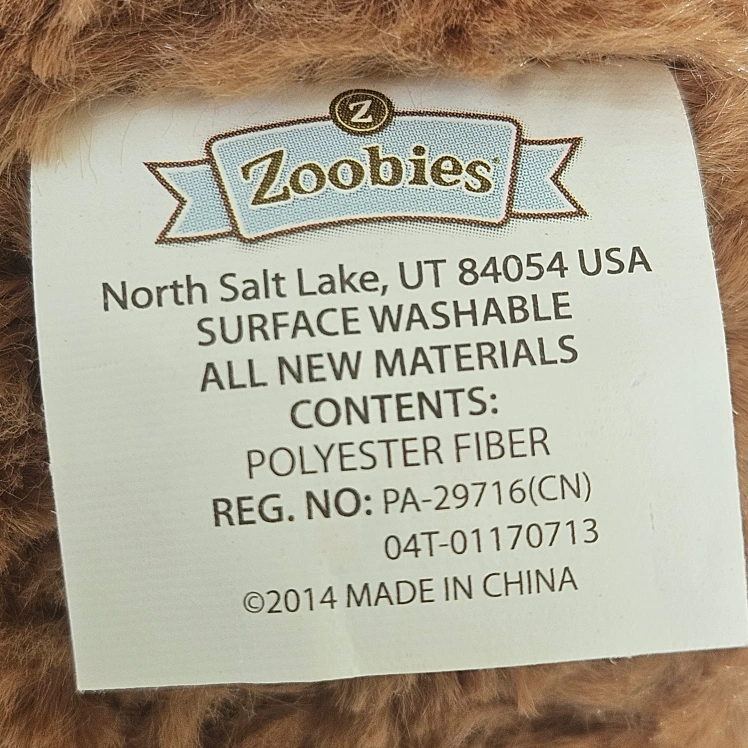 Z
Zoobies
North Salt Lake, UT 84054 USA
SURFACE WASHABLE
ALL NEW MATERIALS
CONTENTS:
POLYESTER FIBER
REG. NO: PA-29716(CN)
04T-01170713
©2014 MADE IN CHINA